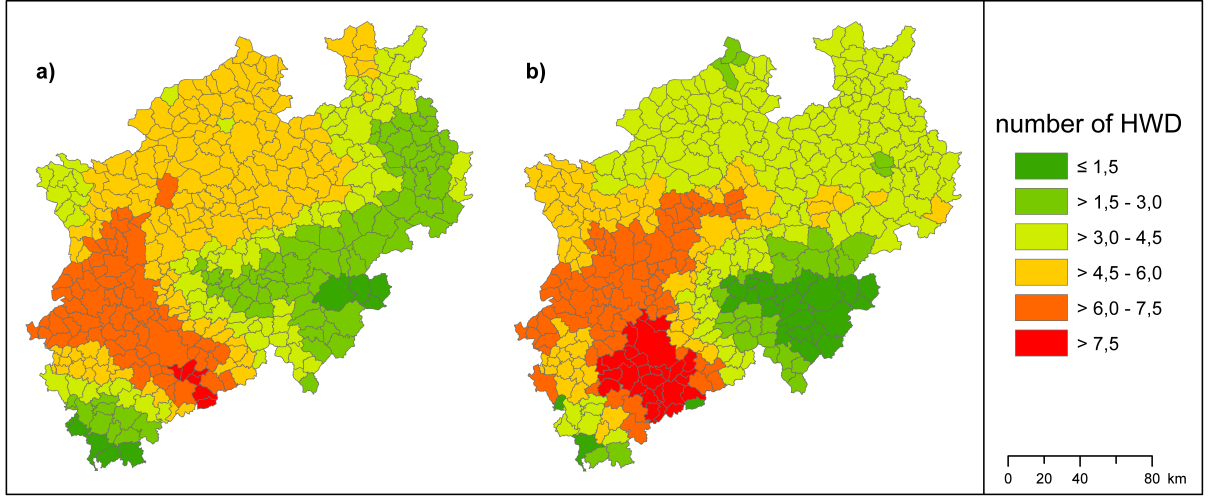 a)
b)
number of HWD
≤ 1,5
> 1,5 - 3,0
> 3,0 - 4,5
> 4,5 - 6,0
> 6,0 - 7,5
> 7,5
0 20 40 80 km